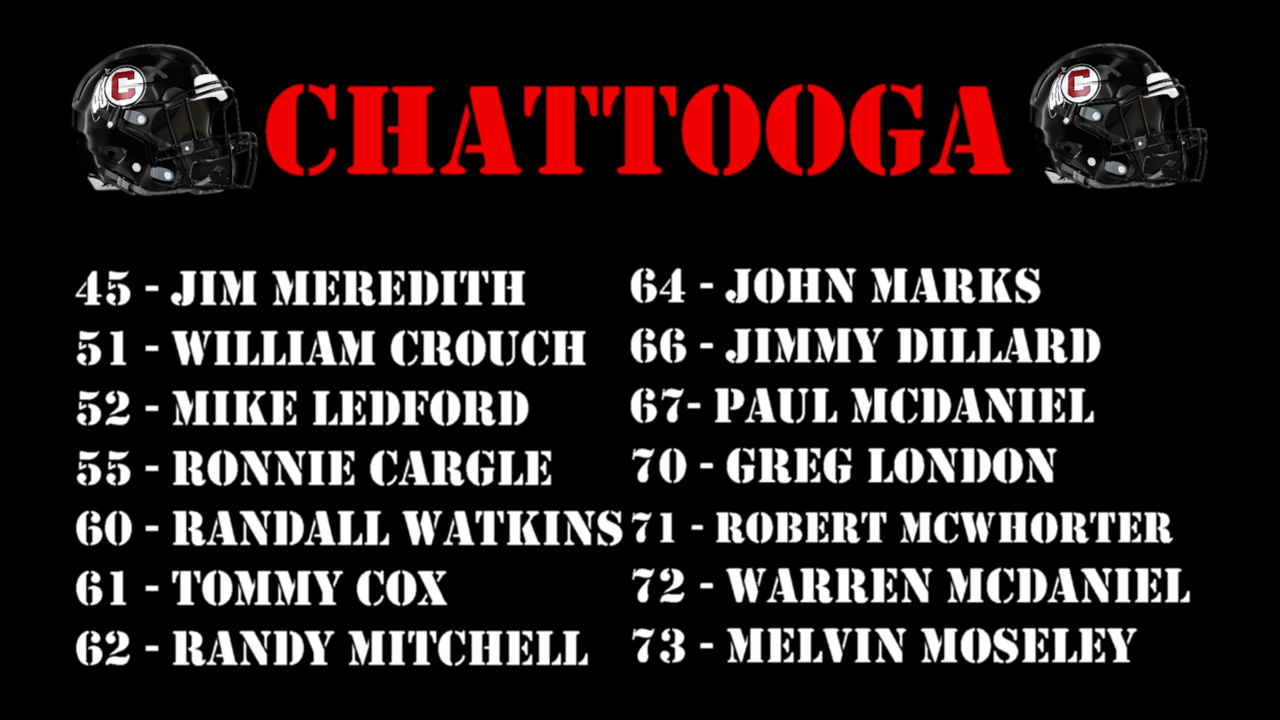 C
C
CHATTOOGA
45 - JIM MEREDITH
51 - WILLIAM CROUCH
52 - MIKE LEDFORD
55 - RONNIE CARGLE
60 - RANDALL WATKINS
61 - TOMMY COX
62 - RANDY MITCHELL
64 - JOHN MARKS
66 - JIMMY DILLARD
67- PAUL MCDANIEL
70 - GREG LONDON
71 - ROBERT MCWHORTER
72 - WARREN MCDANIEL
73 - MELVIN MOSELEY